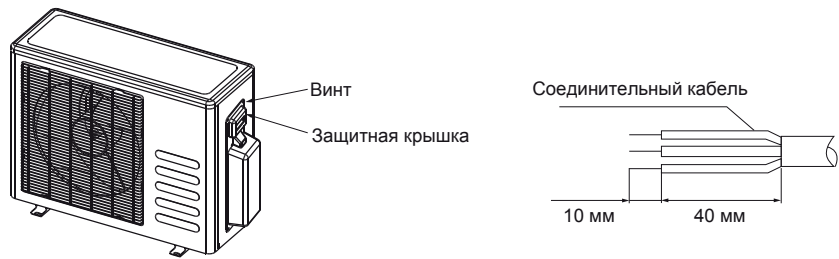 Винт
Защитная крышка
Соединительный кабель
10 мм
40 мм